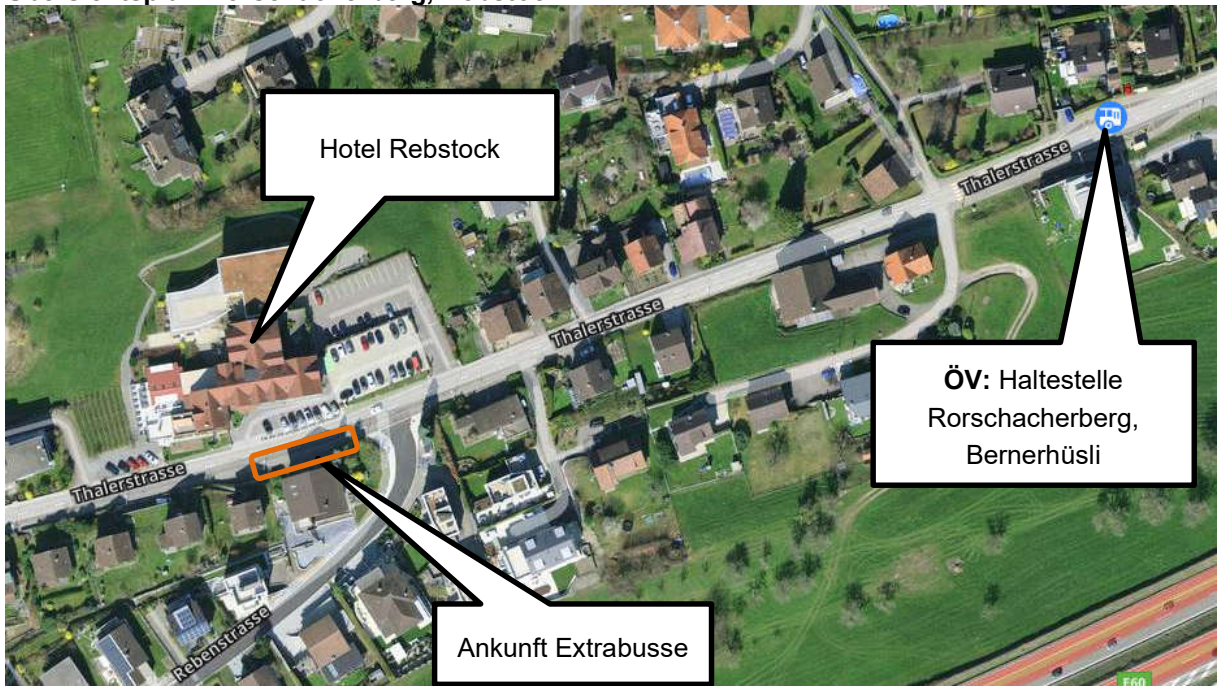 Hotel Rebstock
Thalerstrasse
Thalerstrasse
ÖV: Haltestelle
Rorschacherberg,
Bernerhüsli
Thalerstrasse
Ankunft Extrabusse
Rebenstrasse
E60